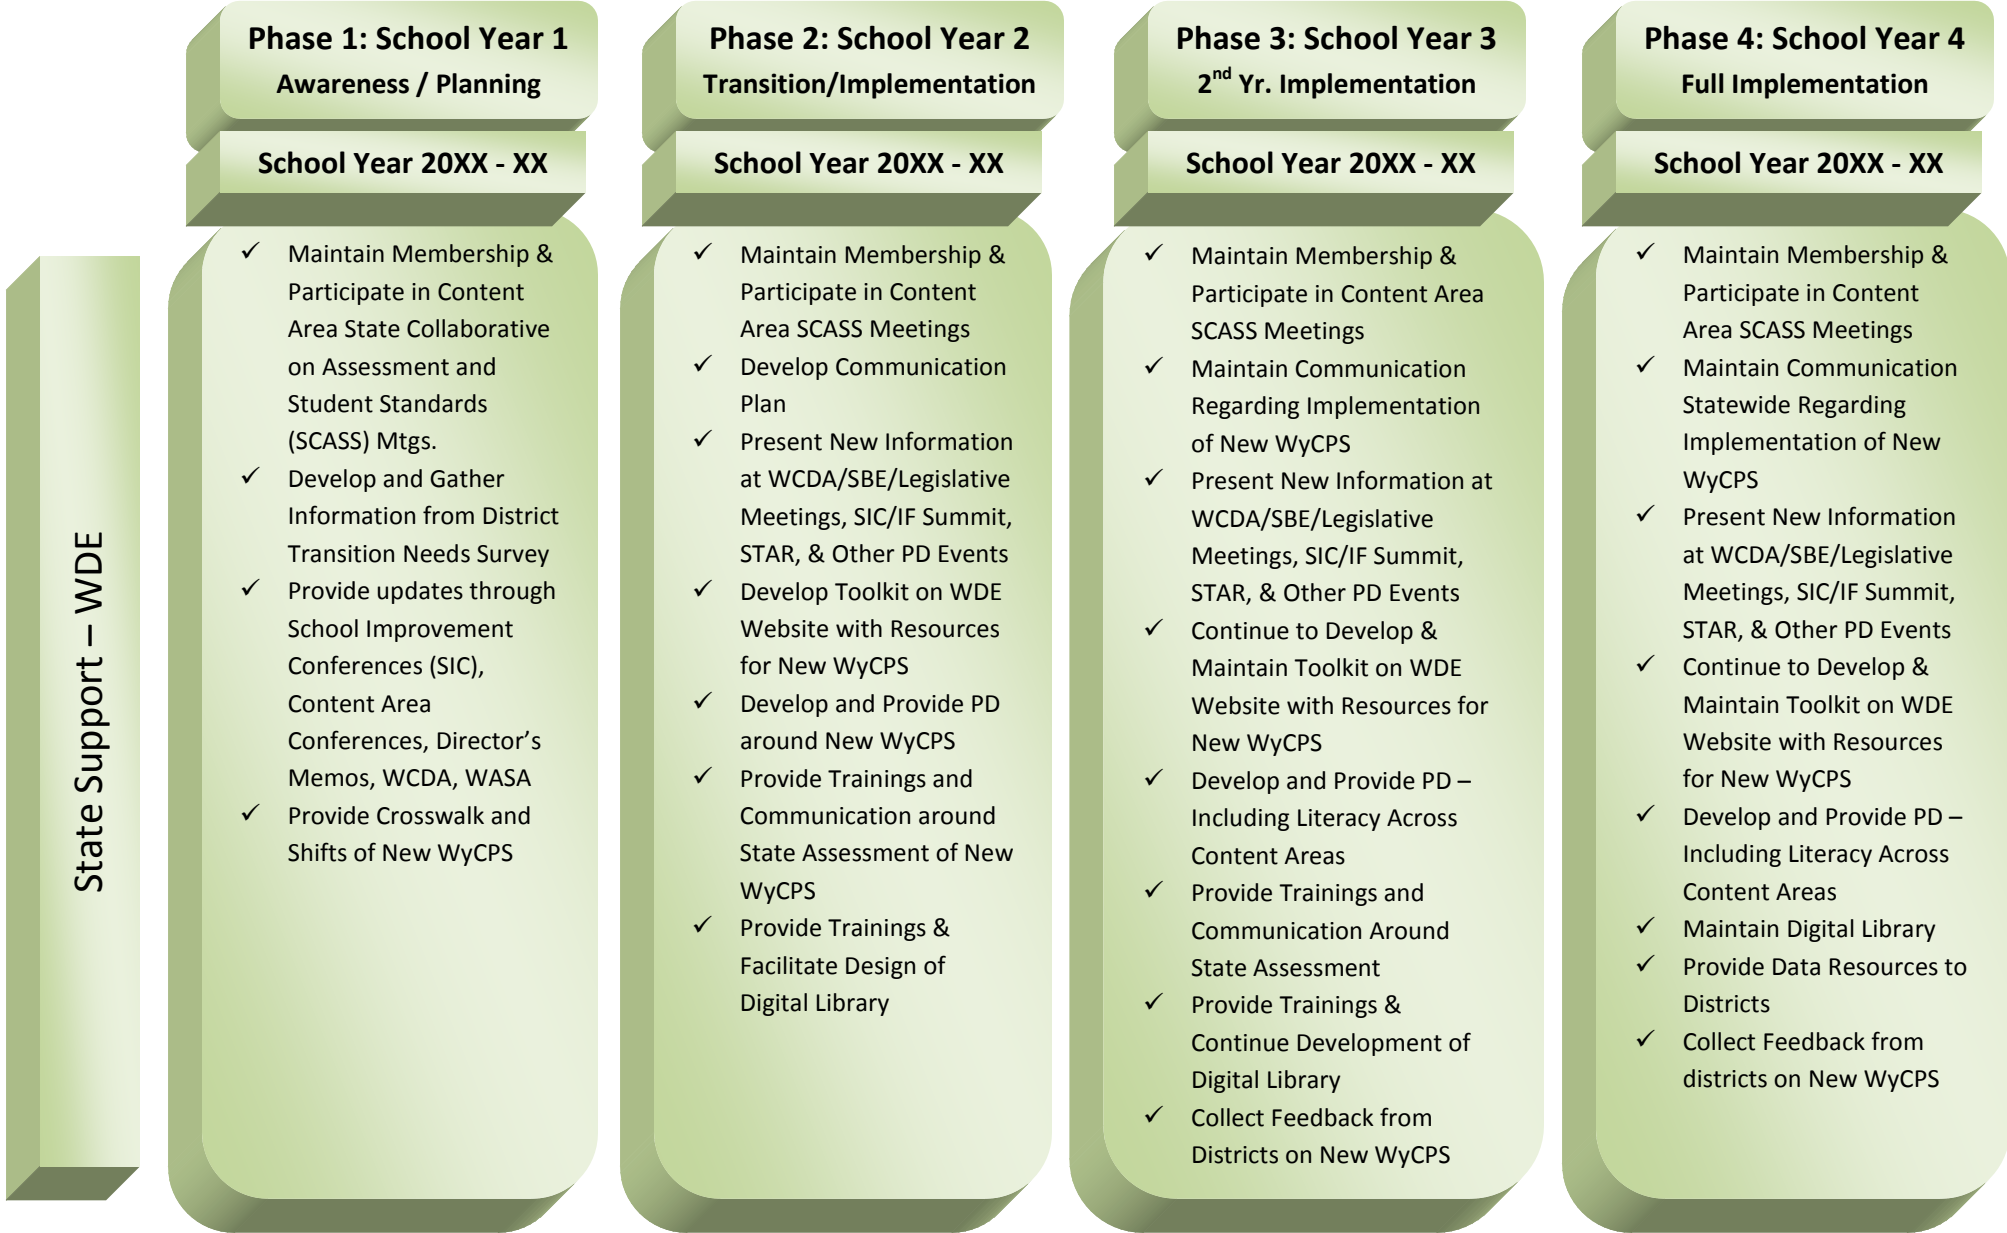 Phase 1: School Year 1
Awareness / Planning
School Year 20XX - XX
✓ Maintain Membership &
Participate in Content
Area State Collaborative
on Assessment and
Student Standards
(SCASS) Mtgs.
✓ Develop and Gather
Information from District
Transition Needs Survey
✓ Provide updates through
School Improvement
Conferences (SIC),
Content Area
Conferences, Director’s
Memos, WCDA, WASA
✓ Provide Crosswalk and
Shifts of New WyCPS
Phase 2: School Year 2
Transition/Implementation
School Year 20XX - XX
✓ Maintain Membership &
Participate in Content
Area SCASS Meetings
✓ Develop Communication
Plan
✓ Present New Information
at WCDA/SBE/Legislative
Meetings, SIC/IF Summit,
STAR, & Other PD Events
✓ Develop Toolkit on WDE
Website with Resources
for New WyCPS
✓ Develop and Provide PD
around New WyCPS
✓ Provide Trainings and
Communication around
State Assessment of New
WyCPS
✓ Provide Trainings &
Facilitate Design of
Digital Library
Phase 3: School Year 3
2nd Yr. Implementation
School Year 20XX - XX
✓ Maintain Membership &
Participate in Content Area
SCASS Meetings
✓ Maintain Communication
Regarding Implementation
of New WyCPS
✓ Present New Information at
WCDA/SBE/Legislative
Meetings, SIC/IF Summit,
STAR, & Other PD Events
✓ Continue to Develop &
Maintain Toolkit on WDE
Website with Resources for
New WyCPS
✓ Develop and Provide PD –
Including Literacy Across
Content Areas
✓ Provide Trainings and
Communication Around
State Assessment
✓ Provide Trainings &
Continue Development of
Digital Library
✓ Collect Feedback from
Districts on New WyCPS
Phase 4: School Year 4
Full Implementation
School Year 20XX - XX
✓ Maintain Membership &
Participate in Content
Area SCASS Meetings
✓ Maintain Communication
Statewide Regarding
Implementation of New
WyCPS
✓ Present New Information
at WCDA/SBE/Legislative
Meetings, SIC/IF Summit,
STAR, & Other PD Events
✓ Continue to Develop &
Maintain Toolkit on WDE
Website with Resources
for New WyCPS
✓ Develop and Provide PD –
Including Literacy Across
Content Areas
✓ Maintain Digital Library
✓ Provide Data Resources to
Districts
✓ Collect Feedback from
districts on New WyCPS
State Support – WDE